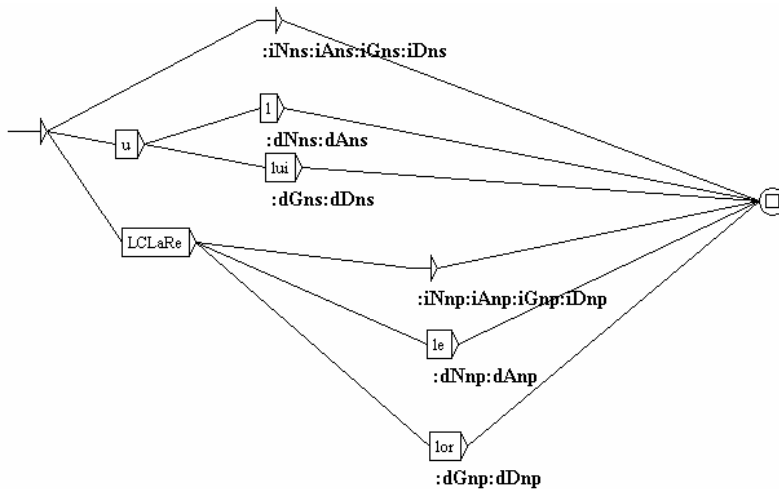 :iNns:iAns:iGns:iDns
l
:dNns:dAns
u
lui
:dGns:dDns
LCLaRe
:iNnp:iAnp:iGnp:iDnp
le
:dNnp:dAnp
lor
:dGnp:dDnp